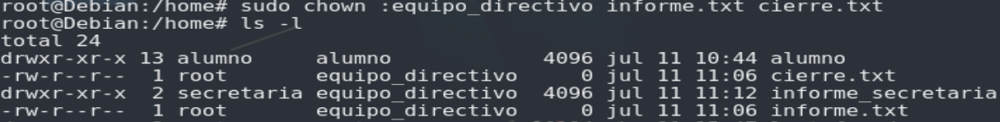 root@Debian:/home# sudo chown :equipo_directivo informe.txt cierre.txt
root@Debian:/home# ls -l
total 24
drwxr-xr-x 13 alumno     alumno            4096 jul 11 10:44 alumno
-rw-r--r--  1 root       equipo_directivo     0 jul 11 11:06 cierre.txt
drwxr-xr-x  2 secretaria equipo_directivo  4096 jul 11 11:12 informe_secretaria
-rw-r--r--  1 root       equipo_directivo     0 jul 11 11:06 informe.txt